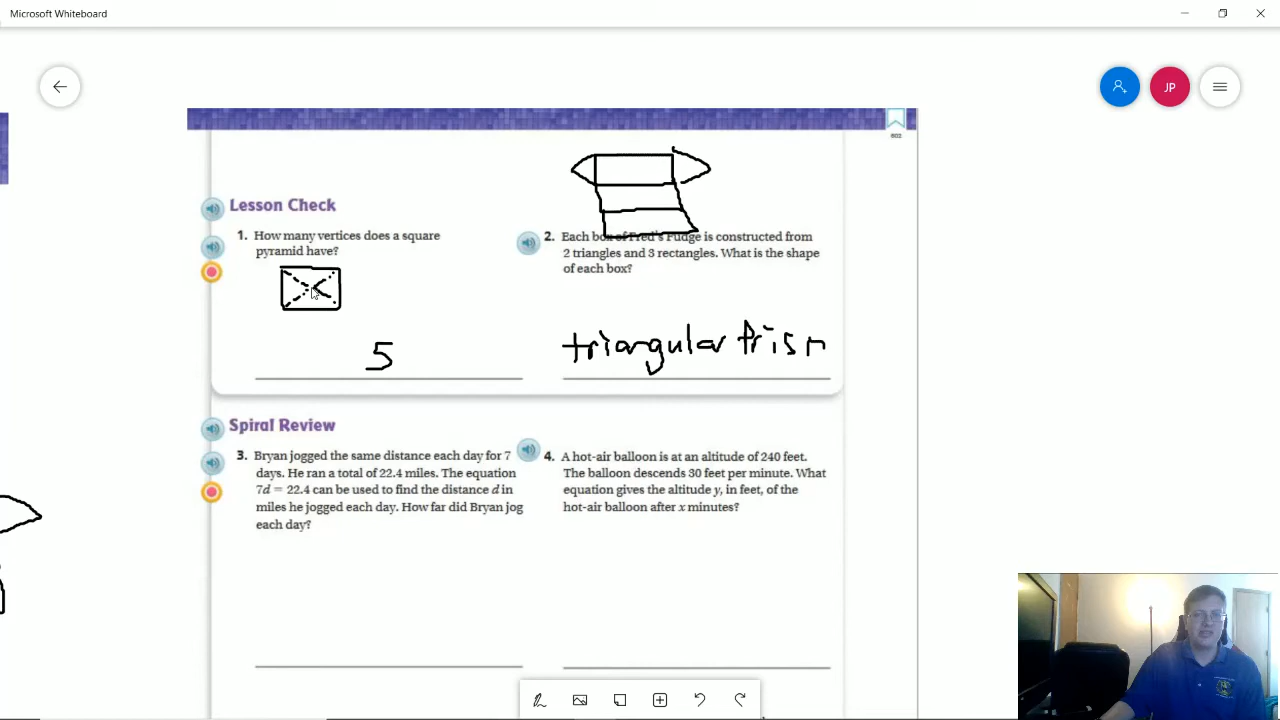 Microsoft Whiteboard
JP
602
Lesson Check
1. How many vertices does a square
pyramid have?
5
2. Each box of Fred's Fudge is constructed from
2 triangles and 3 rectangles. What is the shape
of each box?
triangular Prism
Spiral Review
3. Bryan jogged the same distance each day for 7
days. He ran a total of 22.4 miles. The equation
7d = 22.4 can be used to find the distance d in
miles he jogged each day. How far did Bryan jog
each day?
4. A hot-air balloon is at an altitude of 240 feet.
The balloon descends 30 feet per minute. What
equation gives the altitude y, in feet, of the
hot-air balloon after x minutes?